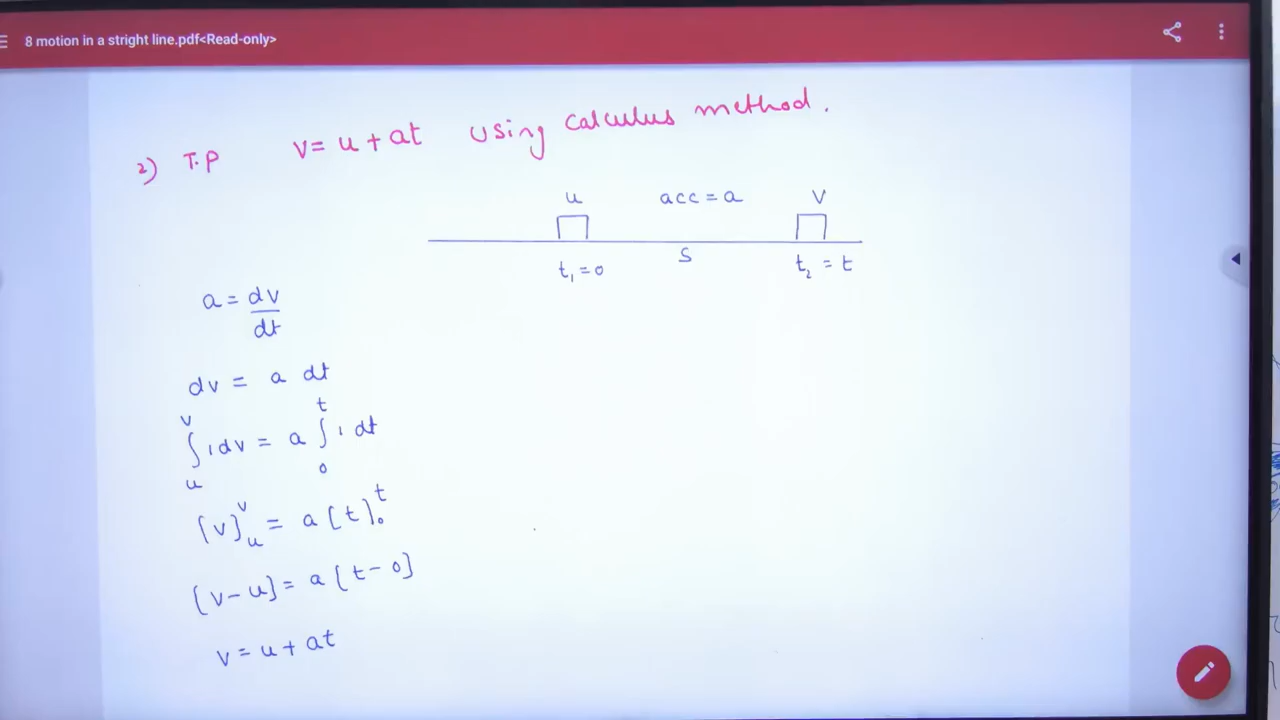 8 motion in a stright line.pdf<Read-only>
2) T.P v = u + at using calculus method.
u acc = a v
s
t₁ = 0 t₂ = t
a = dv/dt
dv = a dt
∫ᵤᵛ 1 dv = a ∫₀ᵗ 1 dt
[v]ᵤᵛ = a [t]₀ᵗ
[v - u] = a [t - 0]
v = u + at